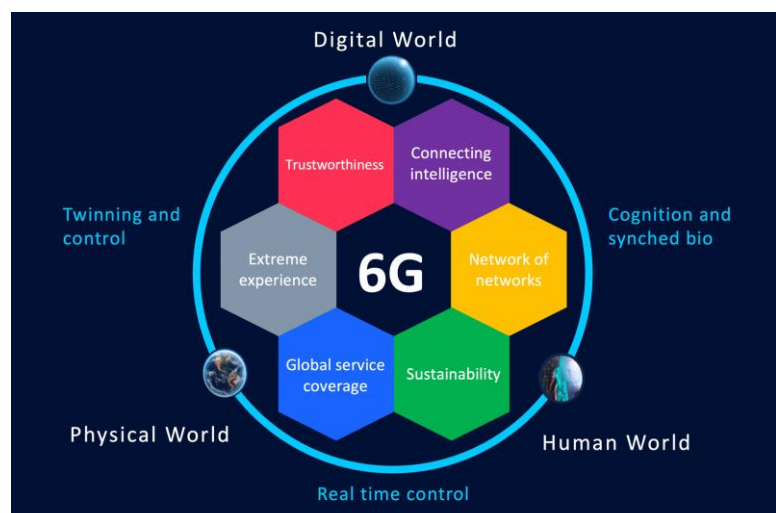 Digital World
Trustworthiness
Connecting
intelligence
Twinning and
control
Cognition and
synched bio
Extreme
experience
6G
Network of
networks
Global service
coverage
Sustainability
Physical World
Human World
Real time control